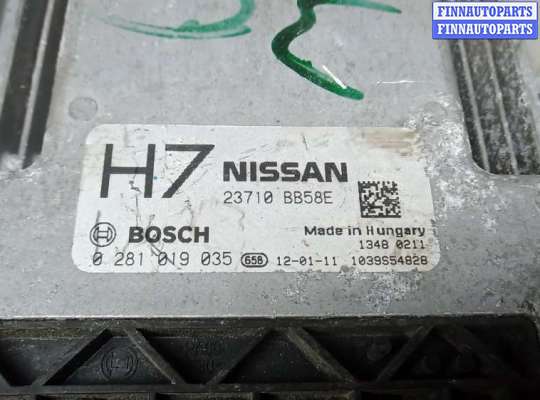 FINNAUTOPARTS
FINNAUTOPARTS
H7 NISSAN
23710 BB58E
BOSCH
Made in Hungary
1348 0211
0 281 019 035 658 12-01-11 1039S54828